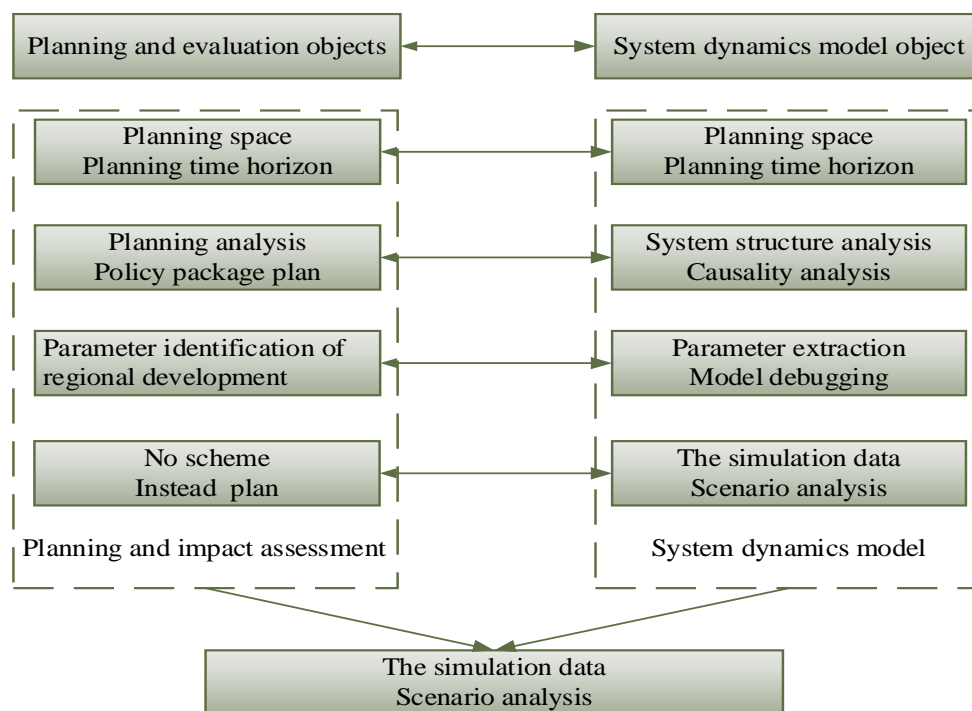 Planning and evaluation objects
System dynamics model object
Planning space
Planning time horizon
Planning space
Planning time horizon
Planning analysis
Policy package plan
System structure analysis
Causality analysis
Parameter identification of
regional development
Parameter extraction
Model debugging
No scheme
Instead plan
The simulation data
Scenario analysis
Planning and impact assessment
System dynamics model
The simulation data
Scenario analysis